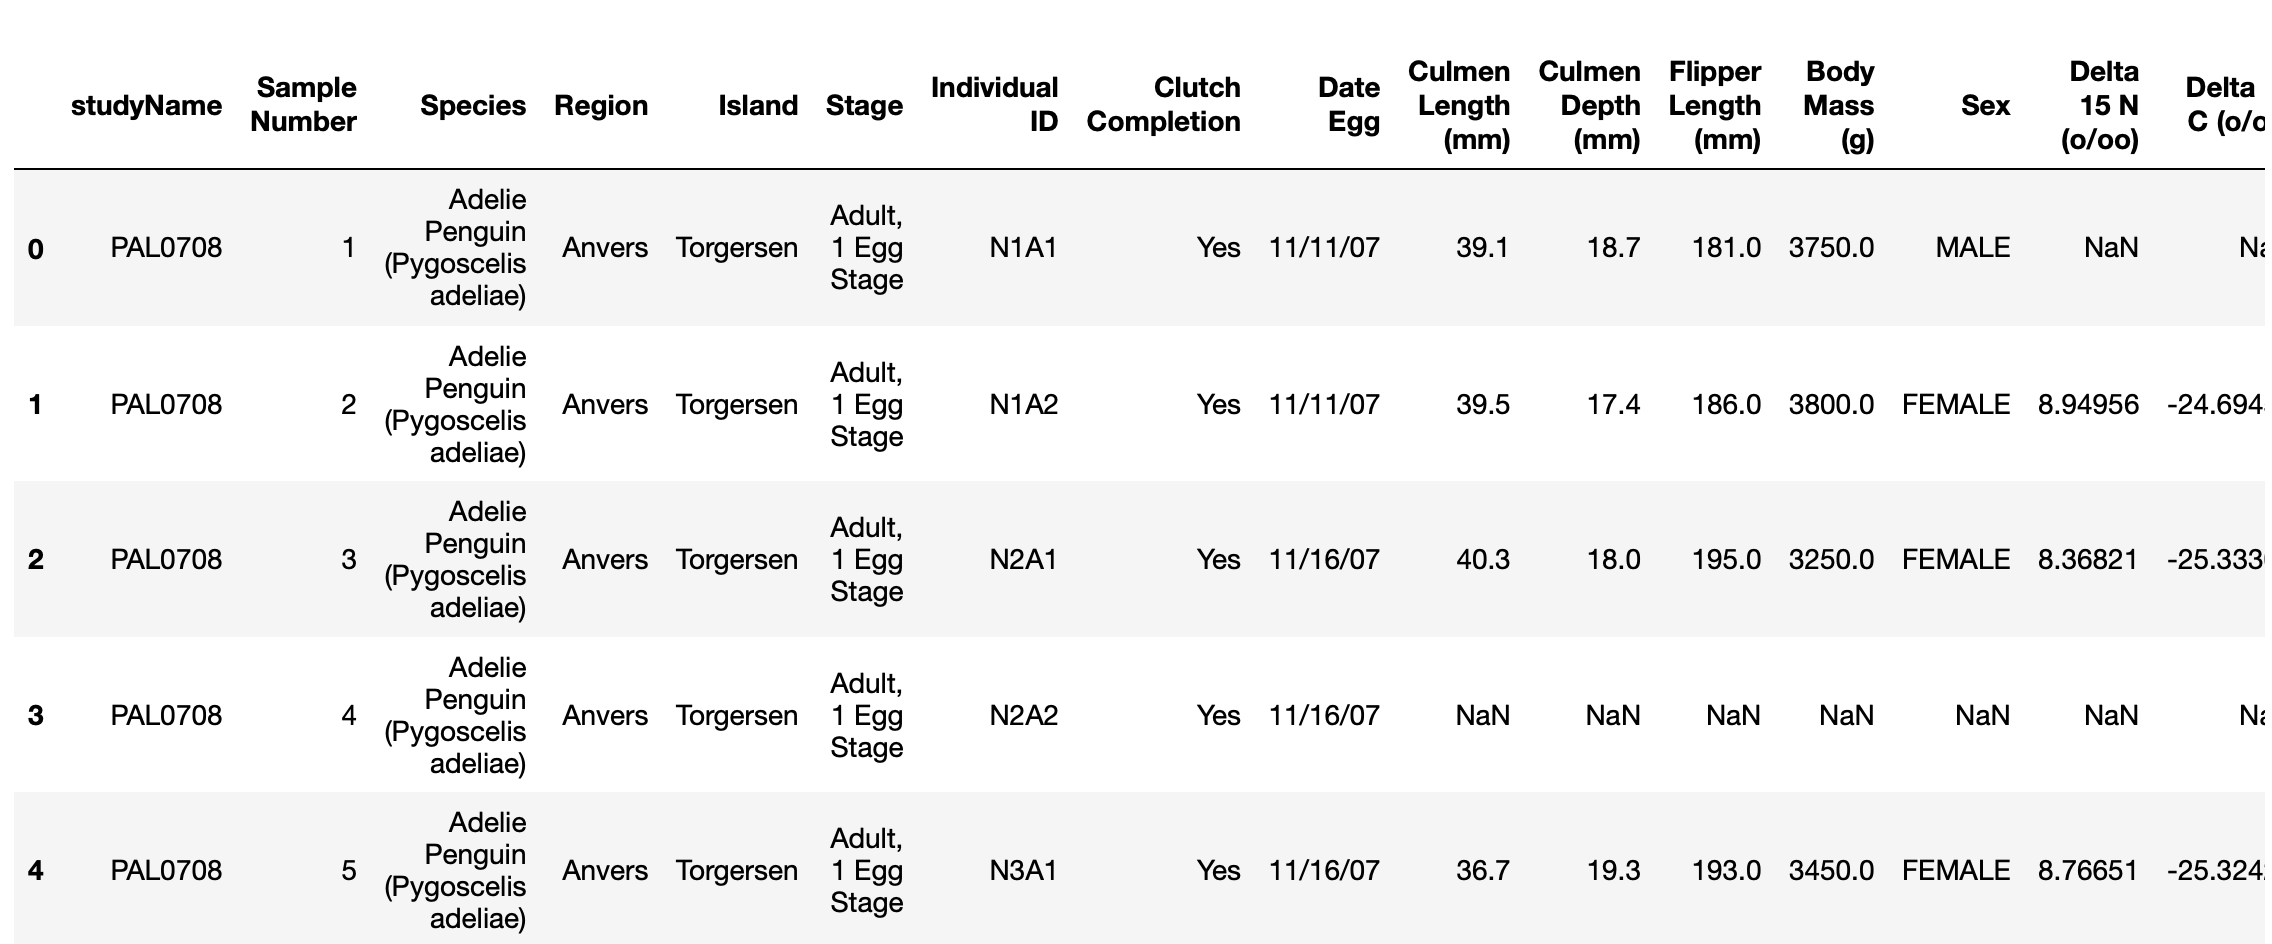 studyName Sample Number Species Region Island Stage Individual ID Clutch Completion Date Egg Culmen Length (mm) Culmen Depth (mm) Flipper Length (mm) Body Mass (g) Sex Delta 15 N (o/oo) Delta C (o/o
0 PAL0708 1 Adelie Penguin (Pygoscelis adeliae) Anvers Torgersen Adult, 1 Egg Stage N1A1 Yes 11/11/07 39.1 18.7 181.0 3750.0 MALE NaN Na
1 PAL0708 2 Adelie Penguin (Pygoscelis adeliae) Anvers Torgersen Adult, 1 Egg Stage N1A2 Yes 11/11/07 39.5 17.4 186.0 3800.0 FEMALE 8.94956 -24.694
2 PAL0708 3 Adelie Penguin (Pygoscelis adeliae) Anvers Torgersen Adult, 1 Egg Stage N2A1 Yes 11/16/07 40.3 18.0 195.0 3250.0 FEMALE 8.36821 -25.333
3 PAL0708 4 Adelie Penguin (Pygoscelis adeliae) Anvers Torgersen Adult, 1 Egg Stage N2A2 Yes 11/16/07 NaN NaN NaN NaN NaN NaN Na
4 PAL0708 5 Adelie Penguin (Pygoscelis adeliae) Anvers Torgersen Adult, 1 Egg Stage N3A1 Yes 11/16/07 36.7 19.3 193.0 3450.0 FEMALE 8.76651 -25.324